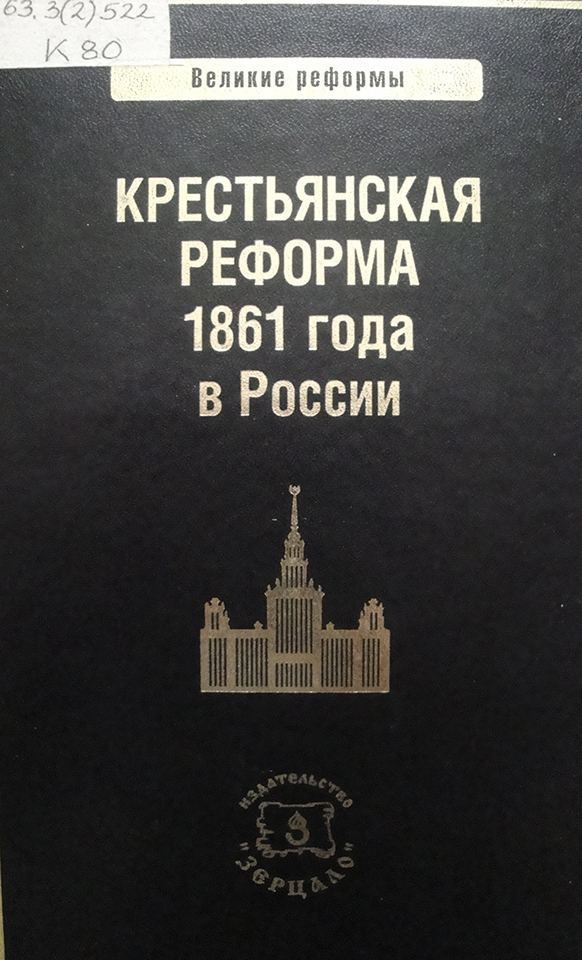 63.3(2)522
К 80
Великие реформы
КРЕСТЬЯНСКАЯ
РЕФОРМА
1861 года
в России
издательство
З
"ЗЕРЦАЛО"